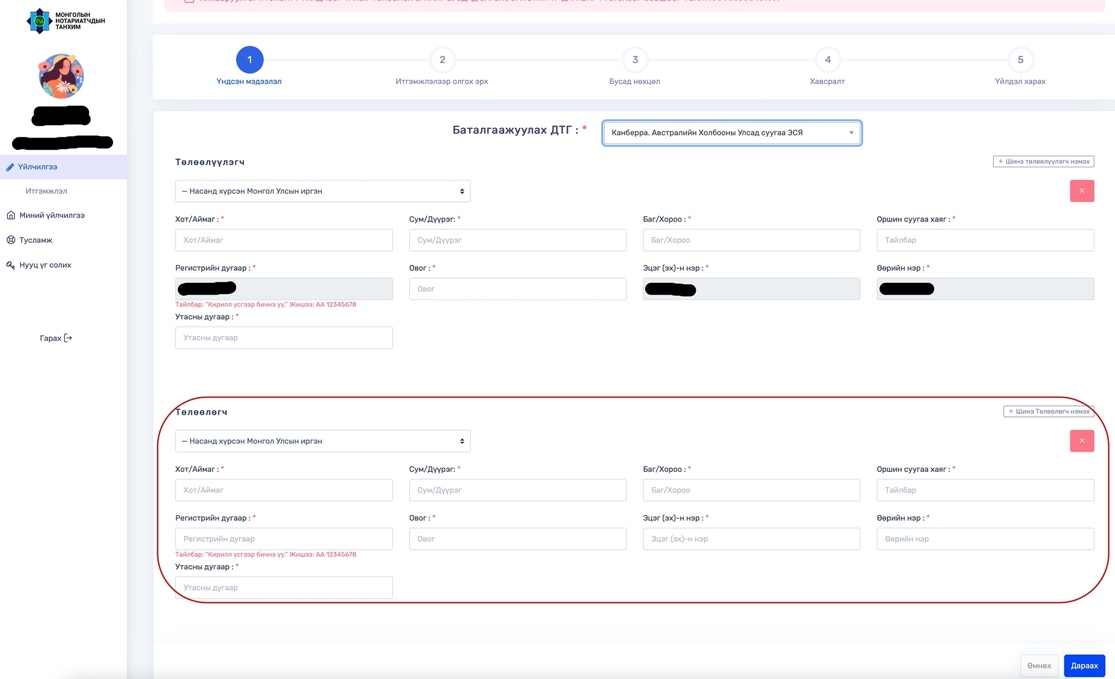 МОНГОЛЫН
НОТАРИАТЧДЫН
ТАНХИМ
Үйлчилгээ
Итгэмжлэл
Миний үйлчилгээ
Тусламж
Нууц үг солих
Гарах
1
2
3
4
5
Үндсэн мэдээлэл
Итгэмжлэлээр олгох эрх
Бусад нөхцөл
Хавсралт
Үйлдэл харах
Баталгаажуулах ДТГ : *
Канберра. Австралийн Холбооны Улсад суугаа ЭСЯ
Төлөөлүүлэгч
+ Шинэ төлөөлүүлэгч нэмэх
— Насанд хүрсэн Монгол Улсын иргэн
×
Хот/Аймаг : *
Сум/Дүүрэг: *
Баг/Хороо : *
Оршин суугаа хаяг : *
Хот/Аймаг
Сум/Дүүрэг
Баг/Хороо
Тайлбар
Регистрийн дугаар : *
Овог : *
Эцэг (эх)-н нэр : *
Өөрийн нэр : *
Овог
Тайлбар: "Кирилл үсгээр бичнэ үү." Жишээ: АА 12345678
Утасны дугаар : *
Утасны дугаар
Төлөөлөгч
+ Шинэ Төлөөлөгч нэмэх
— Насанд хүрсэн Монгол Улсын иргэн
×
Хот/Аймаг : *
Сум/Дүүрэг: *
Баг/Хороо : *
Оршин суугаа хаяг : *
Хот/Аймаг
Сум/Дүүрэг
Баг/Хороо
Тайлбар
Регистрийн дугаар : *
Овог : *
Эцэг (эх)-н нэр : *
Өөрийн нэр : *
Регистрийн дугаар
Овог
Эцэг (эх)-н нэр
Өөрийн нэр
Тайлбар: "Кирилл үсгээр бичнэ үү." Жишээ: АА 12345678
Утасны дугаар : *
Утасны дугаар
Өмнөх
Дараах